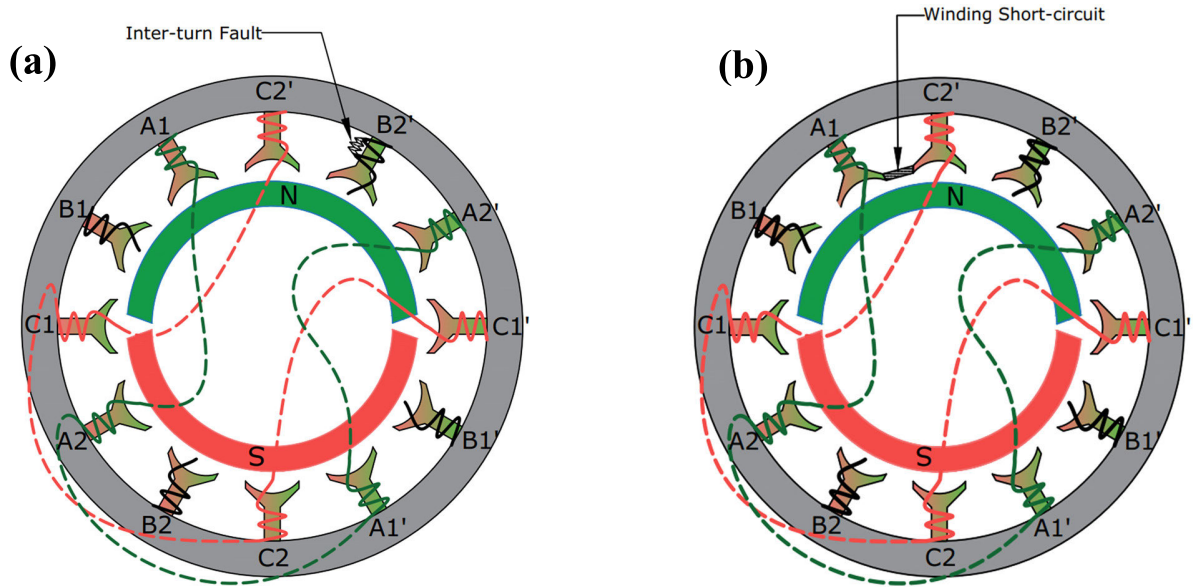 (a)
Inter-turn Fault
C2'
A1
B2'
B1
N
A2'
C1
C1'
A2
B1'
S
B2
A1'
C2
(b)
Winding Short-circuit
C2'
A1
B2'
B1
N
A2'
C1
C1'
A2
B1'
S
B2
A1'
C2